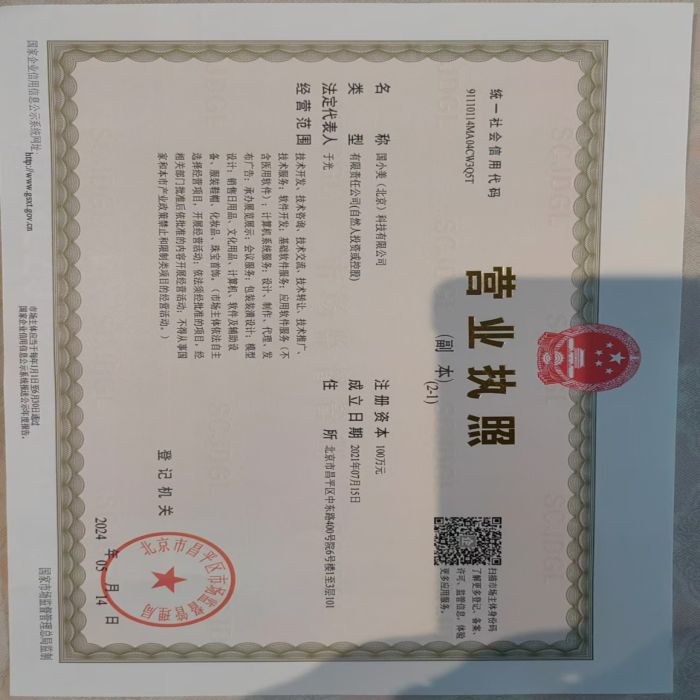 统一社会信用代码
91110114MA04CW3QST
营业执照
(副 本)(2-1)
扫描市场主体身份码
了解更多登记、备案、
许可、监管信息，体验
更多应用服务。
名 称 国小美（北京）科技有限公司
类 型 有限责任公司(自然人投资或控股)
法定代表人 于光
经营范围 技术开发、技术咨询、技术交流、技术转让、技术推广、
技术服务；软件开发；基础软件服务；应用软件服务（不
含医用软件）；计算机系统服务；设计、制作、代理、发
布广告；承办展览展示；会议服务；包装装潢设计；模型
设计；销售日用品、文化用品、计算机、软件及辅助设
备、服装鞋帽、化妆品、珠宝首饰。（市场主体依法自主
选择经营项目，开展经营活动；依法须经批准的项目，经
相关部门批准后依批准的内容开展经营活动；不得从事国
家和本市产业政策禁止和限制类项目的经营活动。）
注册资本 100万元
成立日期 2021年07月15日
住 所 北京市昌平区中东路400号院6号楼1至3层101
登记机关
北京市昌平区市场监督管理局
2024 年 05 月 14 日
国家企业信用信息公示系统网址：http://www.gsxt.gov.cn
市场主体应当于每年1月1日至6月30日通过
国家企业信用信息公示系统报送公示年度报告。
国家市场监督管理总局监制